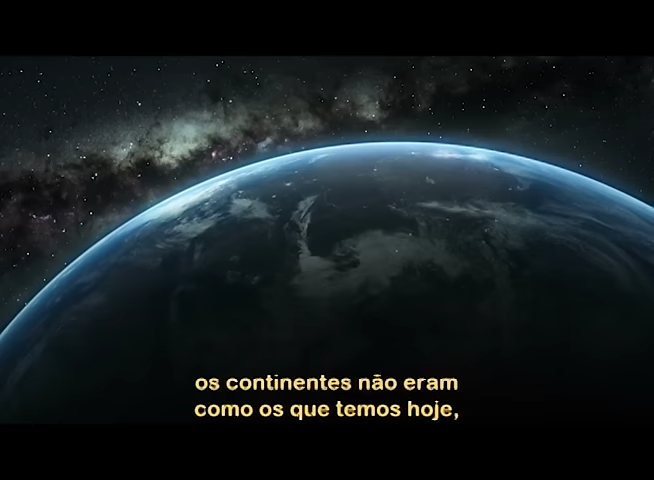 os continentes não eram
como os que temos hoje,